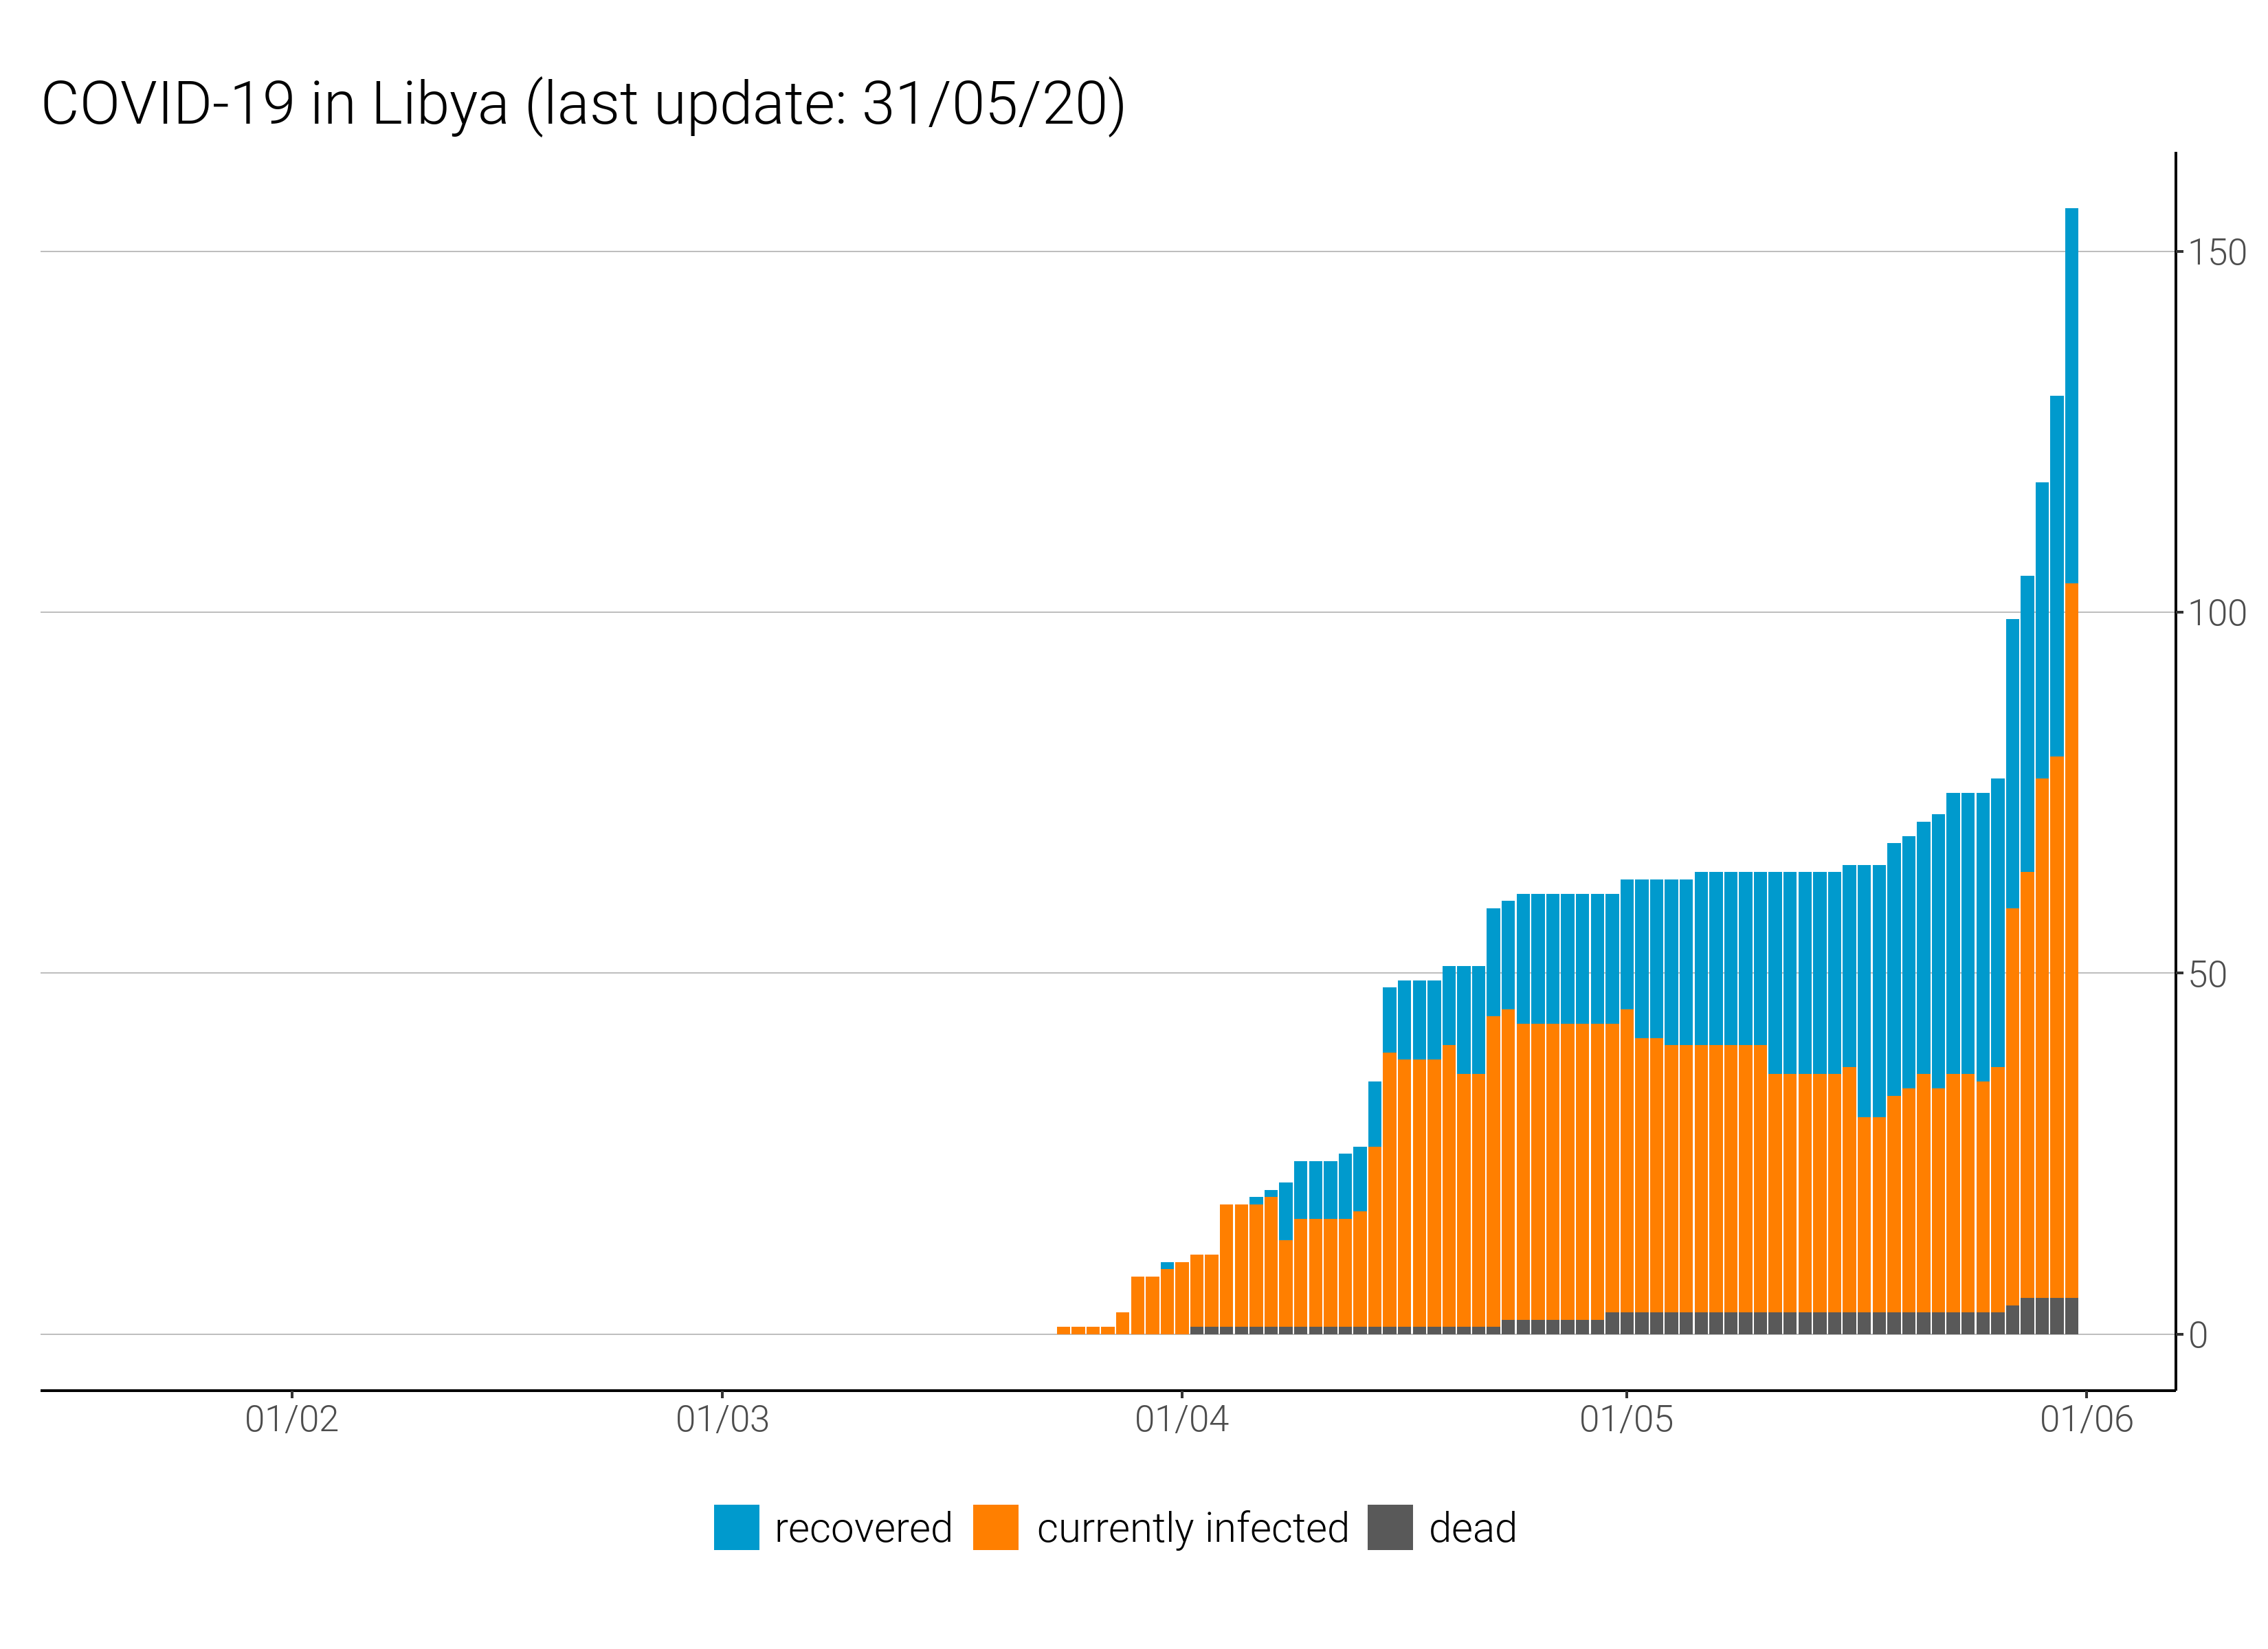 COVID-19 in Libya (last update: 31/05/20)
150
100
50
0
01/02 01/03 01/04 01/05 01/06
recovered currently infected dead